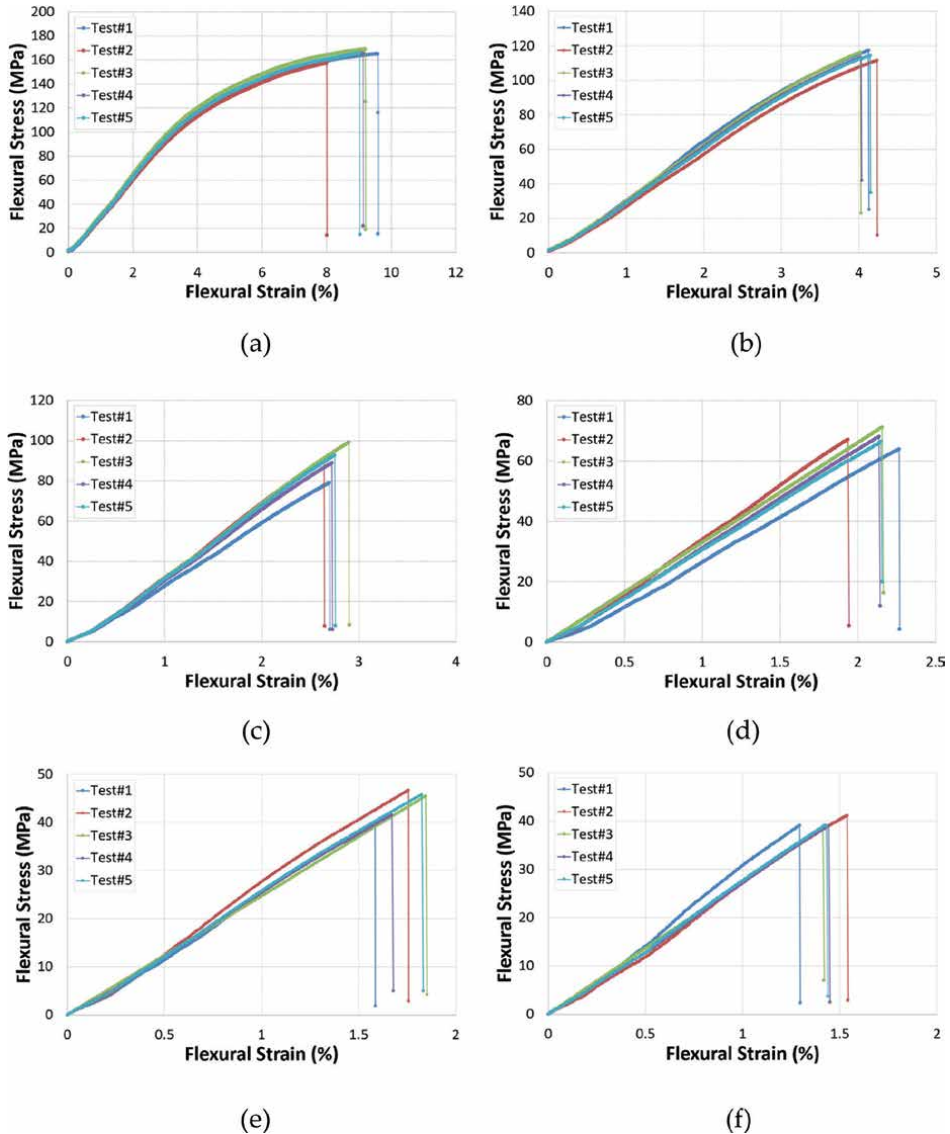 Test#1
Test#2
Test#3
Test#4
Test#5
Flexural Stress (MPa)
180
160
140
120
100
80
60
40
20
0
0 2 4 6 8 10 12
Flexural Strain (%)
(a)
Test#1
Test#2
Test#3
Test#4
Test#5
Flexural Stress (MPa)
140
120
100
80
60
40
20
0
0 1 2 3 4 5
Flexural Strain (%)
(b)
Test#1
Test#2
Test#3
Test#4
Test#5
Flexural Stress (MPa)
120
100
80
60
40
20
0
0 1 2 3 4
Flexural Strain (%)
(c)
Test#1
Test#2
Test#3
Test#4
Test#5
Flexural Stress (MPa)
80
60
40
20
0
0 0.5 1 1.5 2 2.5
Flexural Strain (%)
(d)
Test#1
Test#2
Test#3
Test#4
Test#5
Flexural Stress (MPa)
50
40
30
20
10
0
0 0.5 1 1.5 2
Flexural Strain (%)
(e)
Test#1
Test#2
Test#3
Test#4
Test#5
Flexural Stress (MPa)
50
40
30
20
10
0
0 0.5 1 1.5 2
Flexural Strain (%)
(f)